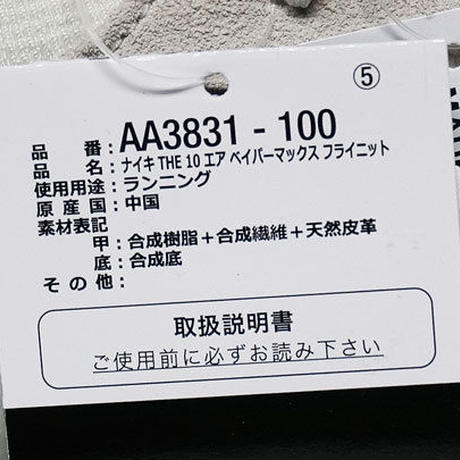 ⑤
品番：AA3831 - 100
品名：ナイキ THE 10 エア ベイパーマックス フライニット
使用用途：ランニング
原産国：中国
素材表記
甲：合成樹脂＋合成繊維＋天然皮革
底：合成底
その他：
取扱説明書
ご使用前に必ずお読み下さい